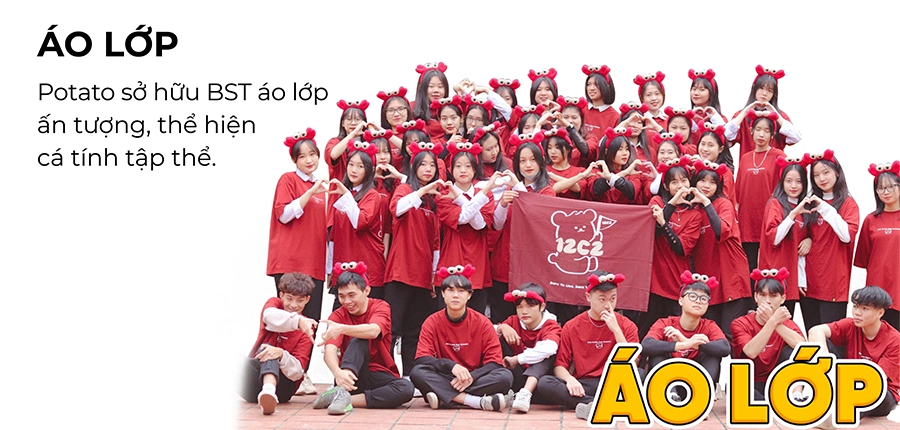 ÁO LỚP
Potato sở hữu BST áo lớp
ấn tượng, thể hiện
cá tính tập thể.
12C2
ÁO LỚP